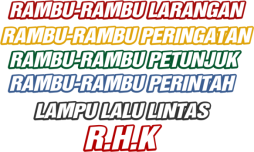 RAMBU-RAMBU LARANGAN
RAMBU-RAMBU PERINGATAN
RAMBU-RAMBU PETUNJUK
RAMBU-RAMBU PERINTAH
LAMPU LALU LINTAS
R.H.K